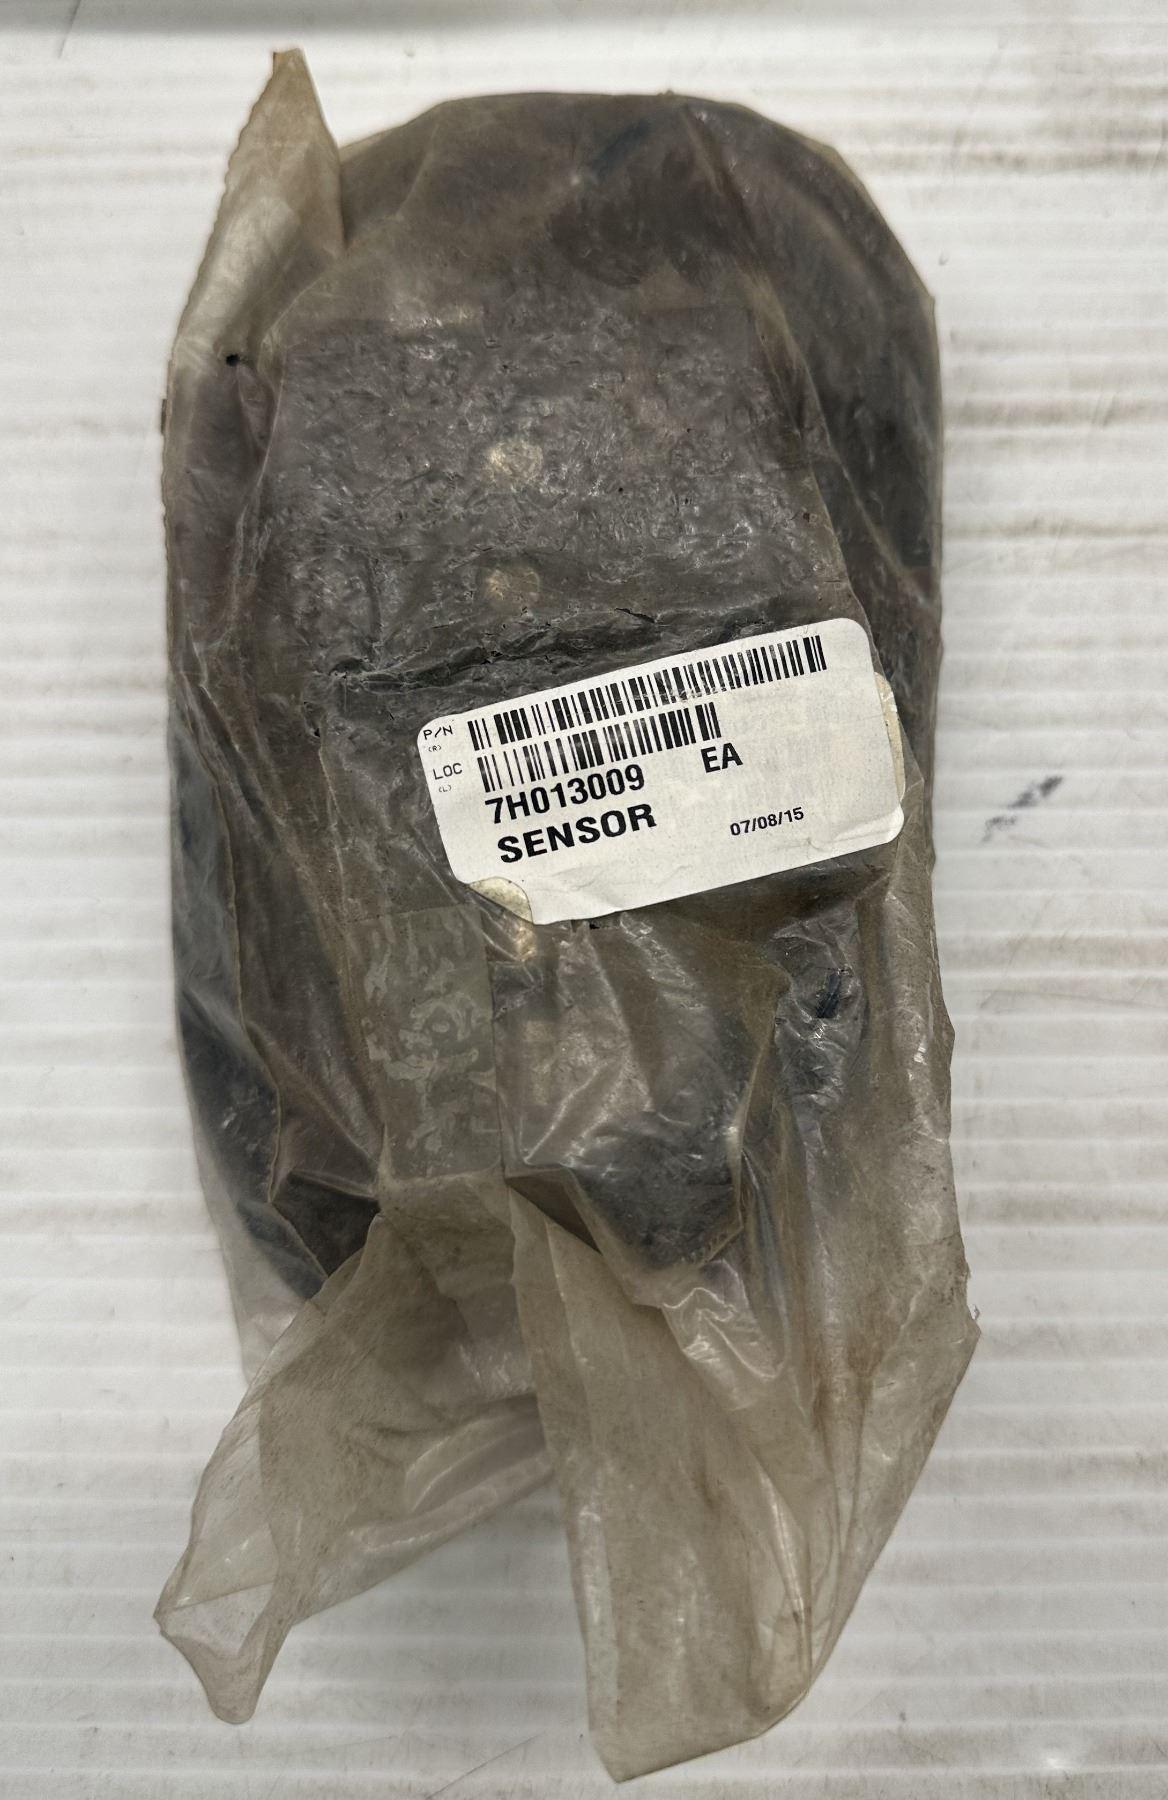 P/N
(R)
LOC
(L)
7H013009 EA
SENSOR 07/08/15